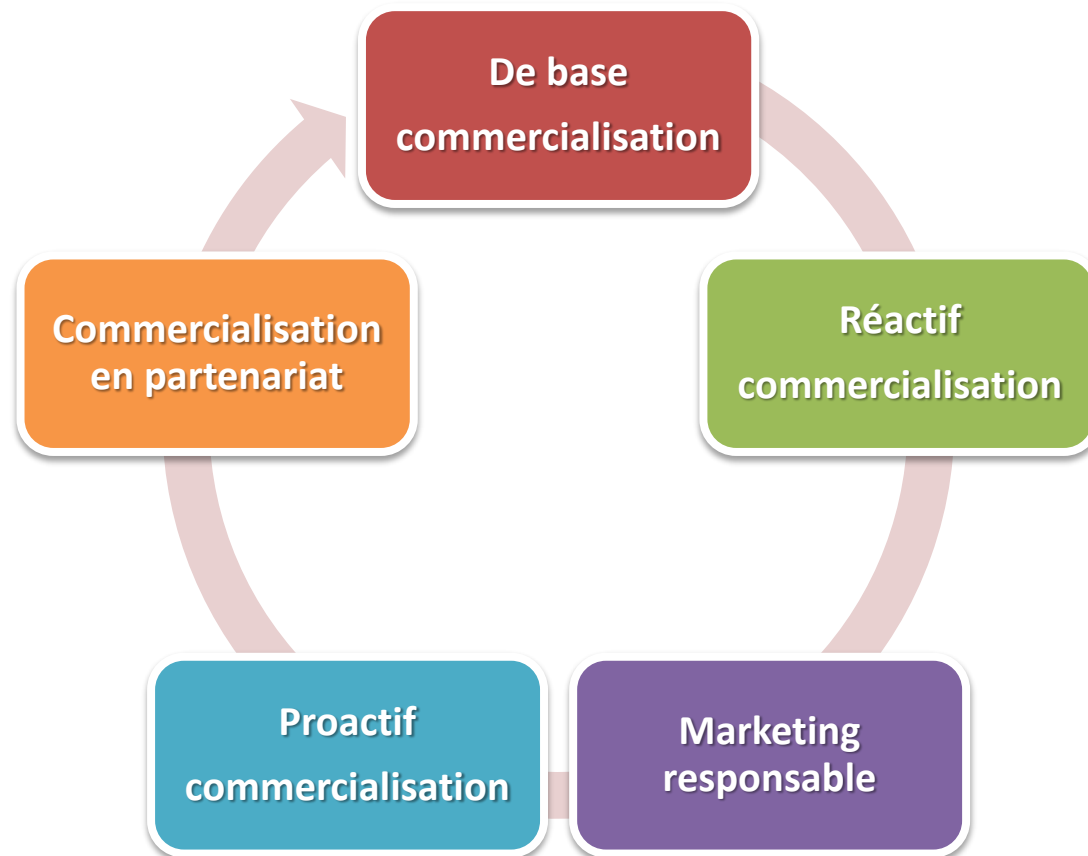 De base
commercialisation
Réactif
commercialisation
Marketing
responsable
Proactif
commercialisation
Commercialisation
en partenariat